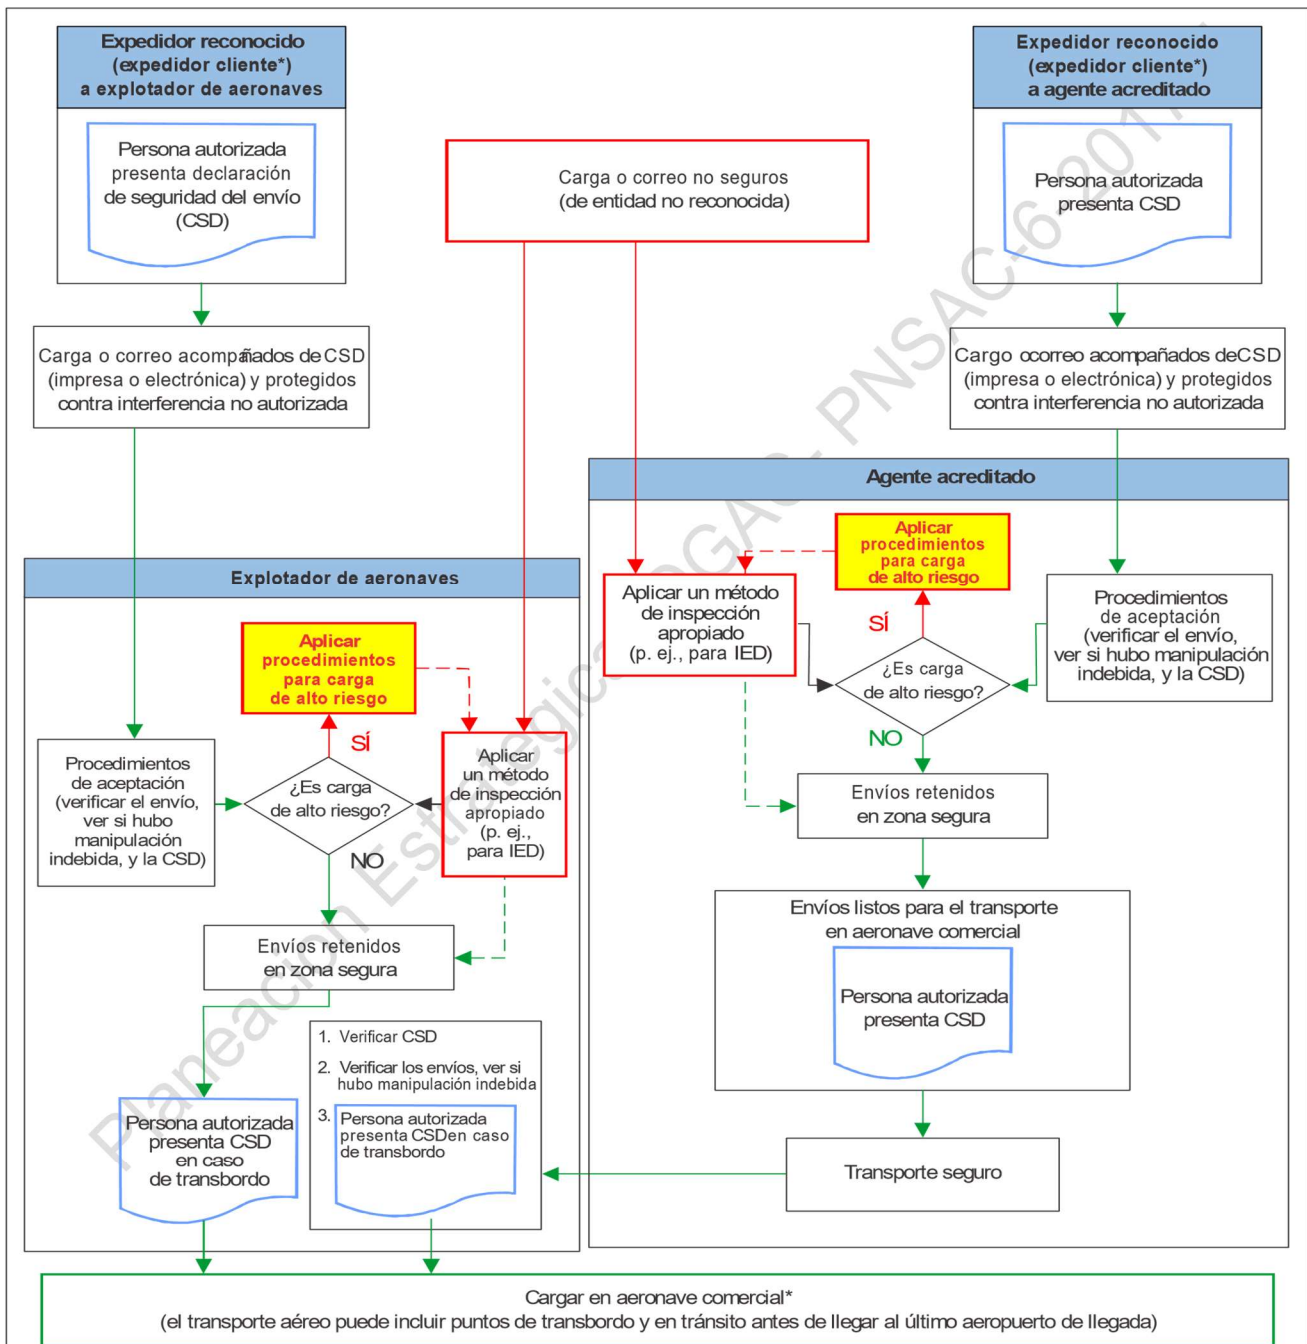 Expedidor reconocido
(expedidor cliente*)
a explotador de aeronaves
Persona autorizada
presenta declaración
de seguridad del envío
(CSD)
Carga o correo no seguros
(de entidad no reconocida)
Expedidor reconocido
(expedidor cliente*)
a agente acreditado
Persona autorizada
presenta CSD
Carga o correo acompañados de CSD
(impresa o electrónica) y protegidos
contra interferencia no autorizada
Cargo o correo acompañados de CSD
(impresa o electrónica) y protegidos
contra interferencia no autorizada
Agente acreditado
Aplicar
procedimientos
para carga
de alto riesgo
Aplicar un método
de inspección
apropiado
(p. ej., para IED)
SÍ
¿Es carga
de alto riesgo?
NO
Procedimientos
de aceptación
(verificar el envío,
ver si hubo manipulación
indebida, y la CSD)
Envíos retenidos
en zona segura
Envíos listos para el transporte
en aeronave comercial
Persona autorizada
presenta CSD
Transporte seguro
Explotador de aeronaves
Aplicar
procedimientos
para carga
de alto riesgo
SÍ
Procedimientos
de aceptación
(verificar el envío,
ver si hubo
manipulación
indebida, y la CSD)
¿Es carga
de alto riesgo?
NO
Aplicar
un método
de inspección
apropiado
(p. ej.,
para IED)
Envíos retenidos
en zona segura
Persona autorizada
presenta CSD
en caso
de transbordo
1. Verificar CSD
2. Verificar los envíos, ver si
hubo manipulación indebida
3. Persona autorizada
presenta CSD en caso
de transbordo
Cargar en aeronave comercial*
(el transporte aéreo puede incluir puntos de transbordo y en tránsito antes de llegar al último aeropuerto de llegada)
Planeacion Estrategica PNSAC-6-201